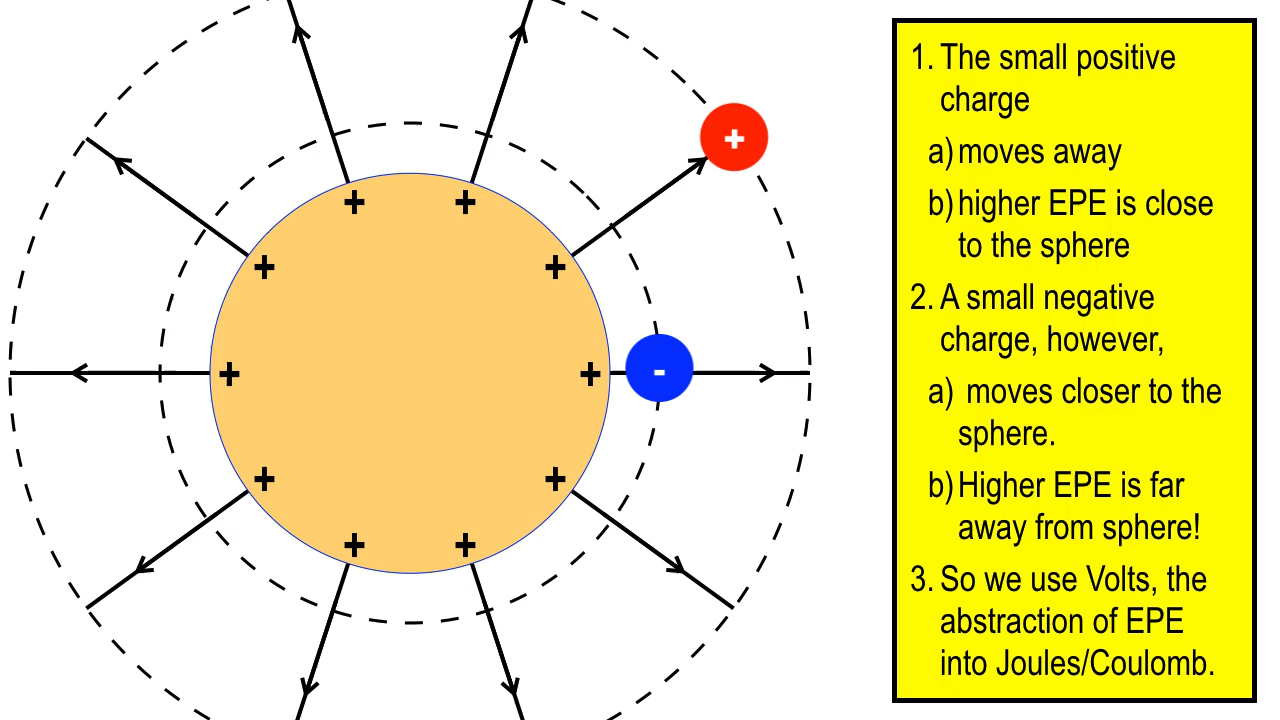 1. The small positive
charge
a) moves away
b) higher EPE is close
to the sphere
2. A small negative
charge, however,
a) moves closer to the
sphere.
b) Higher EPE is far
away from sphere!
3. So we use Volts, the
abstraction of EPE
into Joules/Coulomb.
+ +
+
+ +
+ + -
+ +
+ +